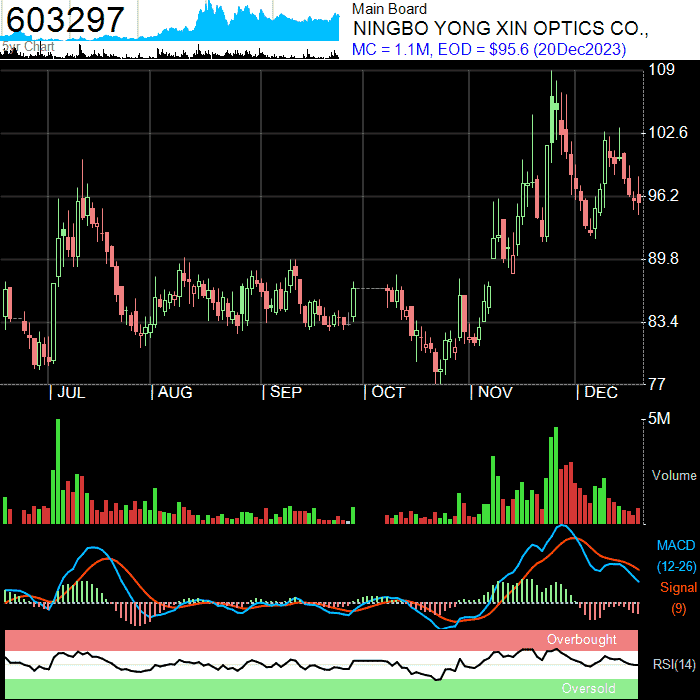 603297
5yr Chart
Main Board
NINGBO YONG XIN OPTICS CO.,
MC = 1.1M, EOD = $95.6 (20Dec2023)
109
102.6
96.2
89.8
83.4
77
| JUL | AUG | SEP | OCT | NOV | DEC
5M
Volume
MACD
(12-26)
Signal
(9)
Overbought
RSI(14)
Oversold